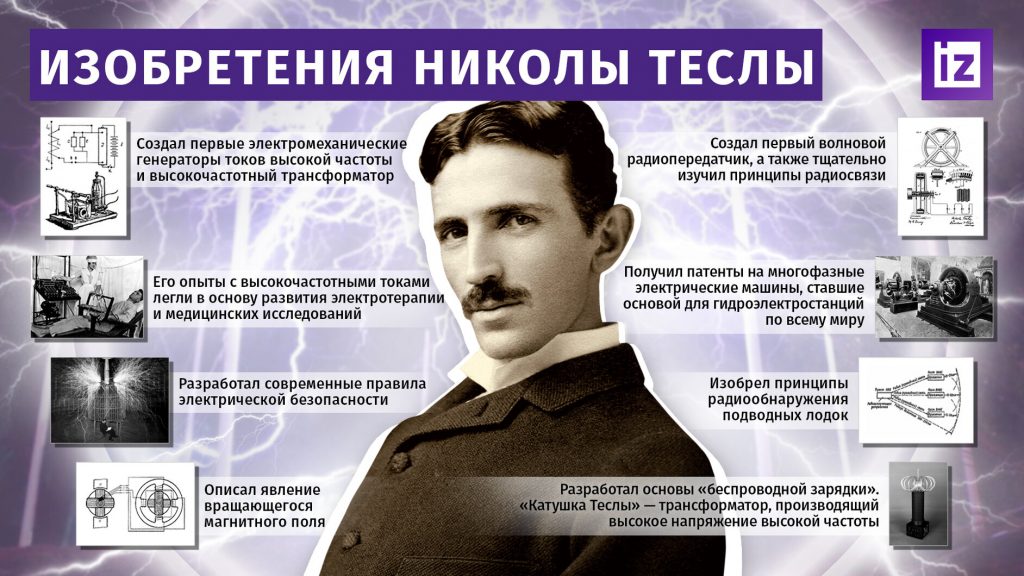 ИЗОБРЕТЕНИЯ НИКОЛЫ ТЕСЛЫ
iz
Создал первые электромеханические
генераторы токов высокой частоты
и высокочастотный трансформатор
Его опыты с высокочастотными токами
легли в основу развития электротерапии
и медицинских исследований
Разработал современные правила
электрической безопасности
Описал явление
вращающегося
магнитного поля
Создал первый волновой
радиопередатчик, а также тщательно
изучил принципы радиосвязи
Получил патенты на многофазные
электрические машины, ставшие
основой для гидроэлектростанций
по всему миру
Изобрел принципы
радиообнаружения
подводных лодок
Разработал основы «беспроводной зарядки».
«Катушка Теслы» — трансформатор, производящий
высокое напряжение высокой частоты